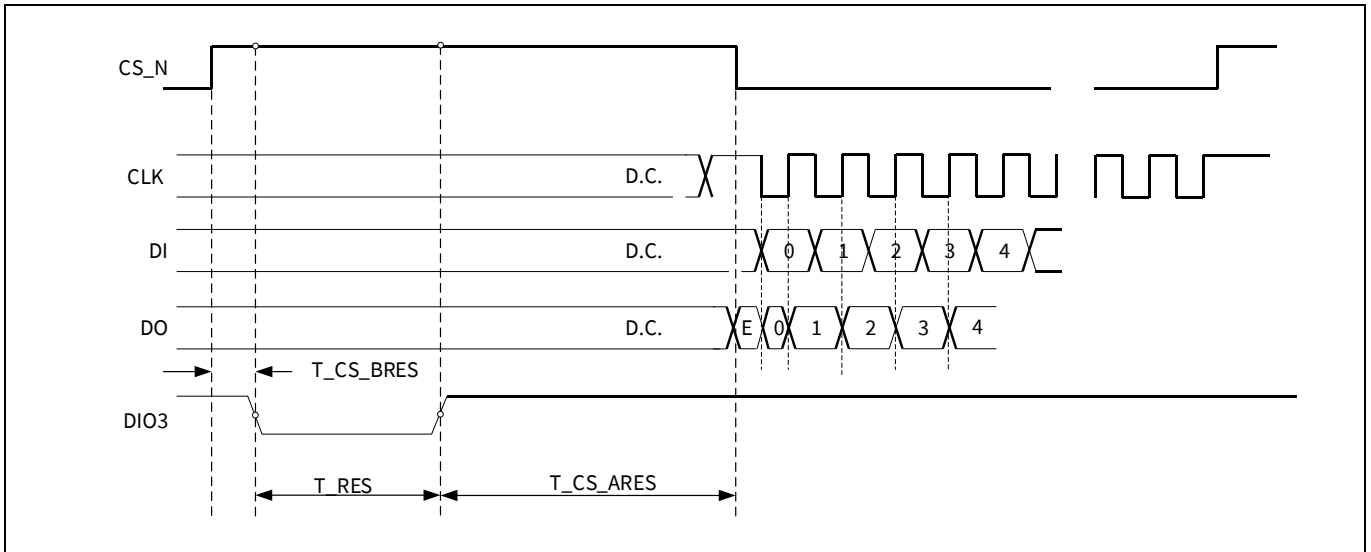 CS_N
CLK D.C.
DI D.C. 0 1 2 3 4
DO D.C. E 0 1 2 3 4
T_CS_BRES
DIO3
T_RES T_CS_ARES